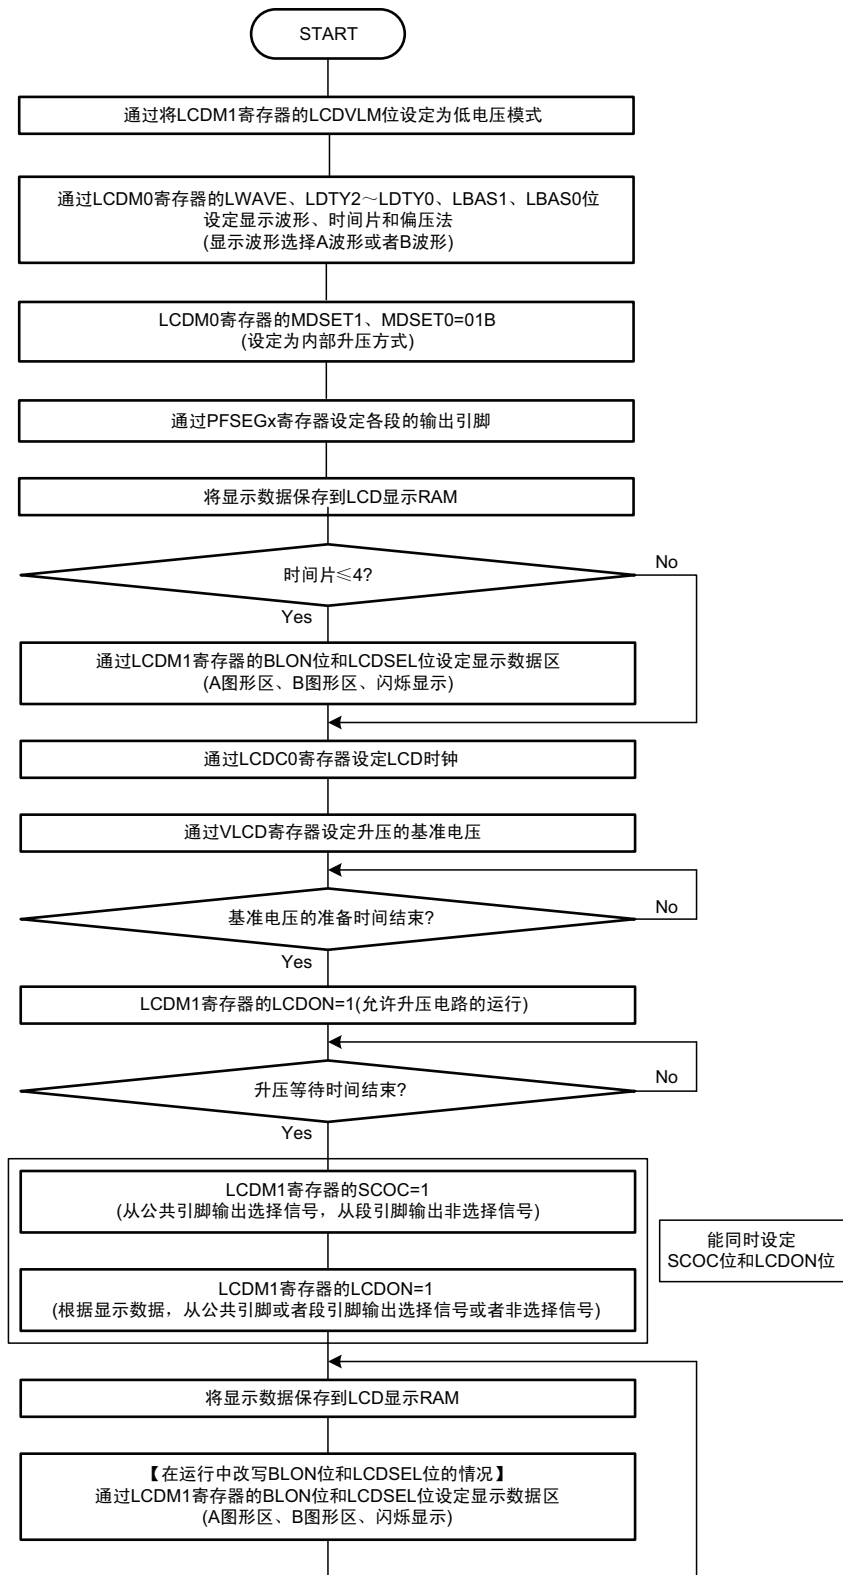 START
通过将LCDM1寄存器的LCDVLM位设定为低电压模式
通过LCDM0寄存器的LWAVE、LDTY2～LDTY0、LBAS1、LBAS0位
设定显示波形、时间片和偏压法
(显示波形选择A波形或者B波形)
LCDM0寄存器的MDSET1、MDSET0=01B
(设定为内部升压方式)
通过PFSEGx寄存器设定各段的输出引脚
将显示数据保存到LCD显示RAM
时间片≤4?
No
Yes
通过LCDM1寄存器的BLON位和LCDSEL位设定显示数据区
(A图形区、B图形区、闪烁显示)
通过LCDC0寄存器设定LCD时钟
通过VLCD寄存器设定升压的基准电压
基准电压的准备时间结束?
No
Yes
LCDM1寄存器的LCDON=1(允许升压电路的运行)
升压等待时间结束?
No
Yes
LCDM1寄存器的SCOC=1
(从公共引脚输出选择信号，从段引脚输出非选择信号)
能同时设定
SCOC位和LCDON位
LCDM1寄存器的LCDON=1
(根据显示数据，从公共引脚或者段引脚输出选择信号或者非选择信号)
将显示数据保存到LCD显示RAM
【在运行中改写BLON位和LCDSEL位的情况】
通过LCDM1寄存器的BLON位和LCDSEL位设定显示数据区
(A图形区、B图形区、闪烁显示)